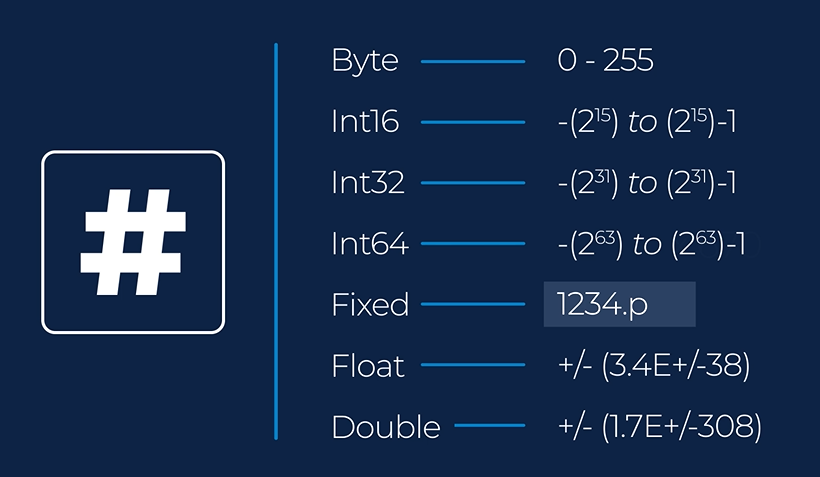 #
Byte 0 - 255
Int16 -(2¹⁵) to (2¹⁵)-1
Int32 -(2³¹) to (2³¹)-1
Int64 -(2⁶³) to (2⁶³)-1
Fixed 1234.p
Float +/- (3.4E+/-38)
Double +/- (1.7E+/-308)